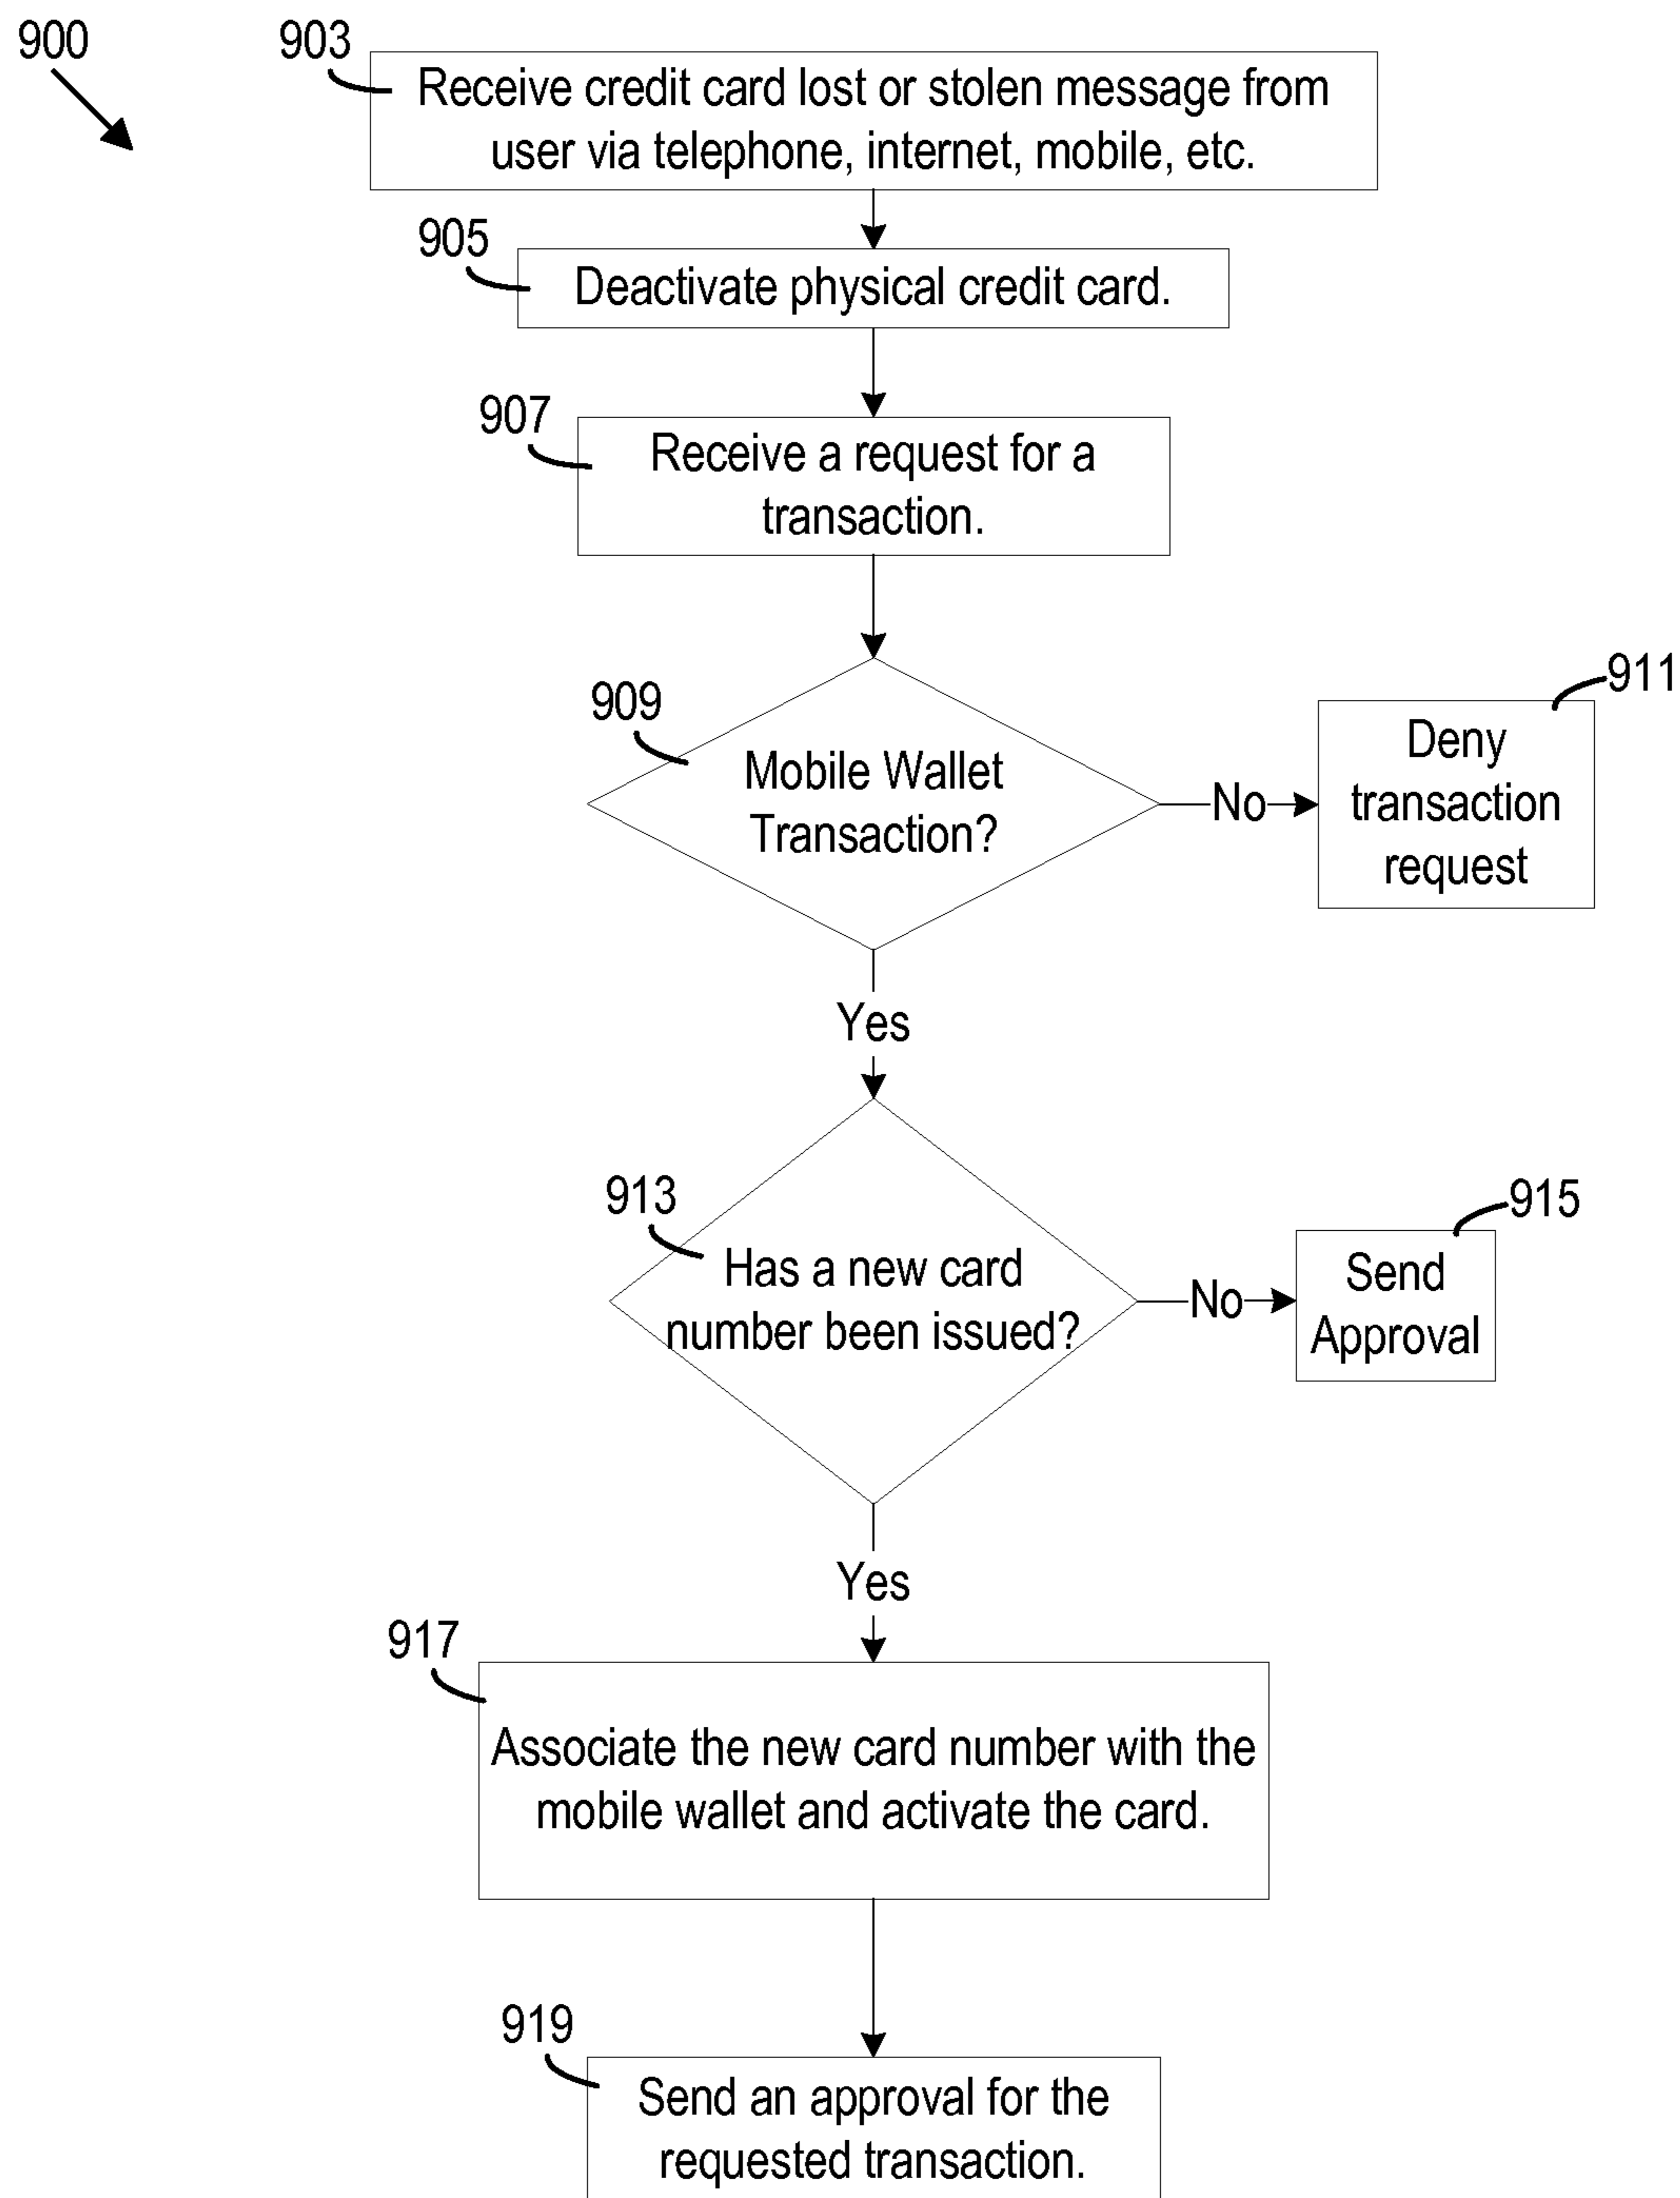 900
903
Receive credit card lost or stolen message from
user via telephone, internet, mobile, etc.
905
Deactivate physical credit card.
907
Receive a request for a
transaction.
909
Mobile Wallet
Transaction?
No
911
Deny
transaction
request
Yes
913
Has a new card
number been issued?
No
915
Send
Approval
Yes
917
Associate the new card number with the
mobile wallet and activate the card.
919
Send an approval for the
requested transaction.